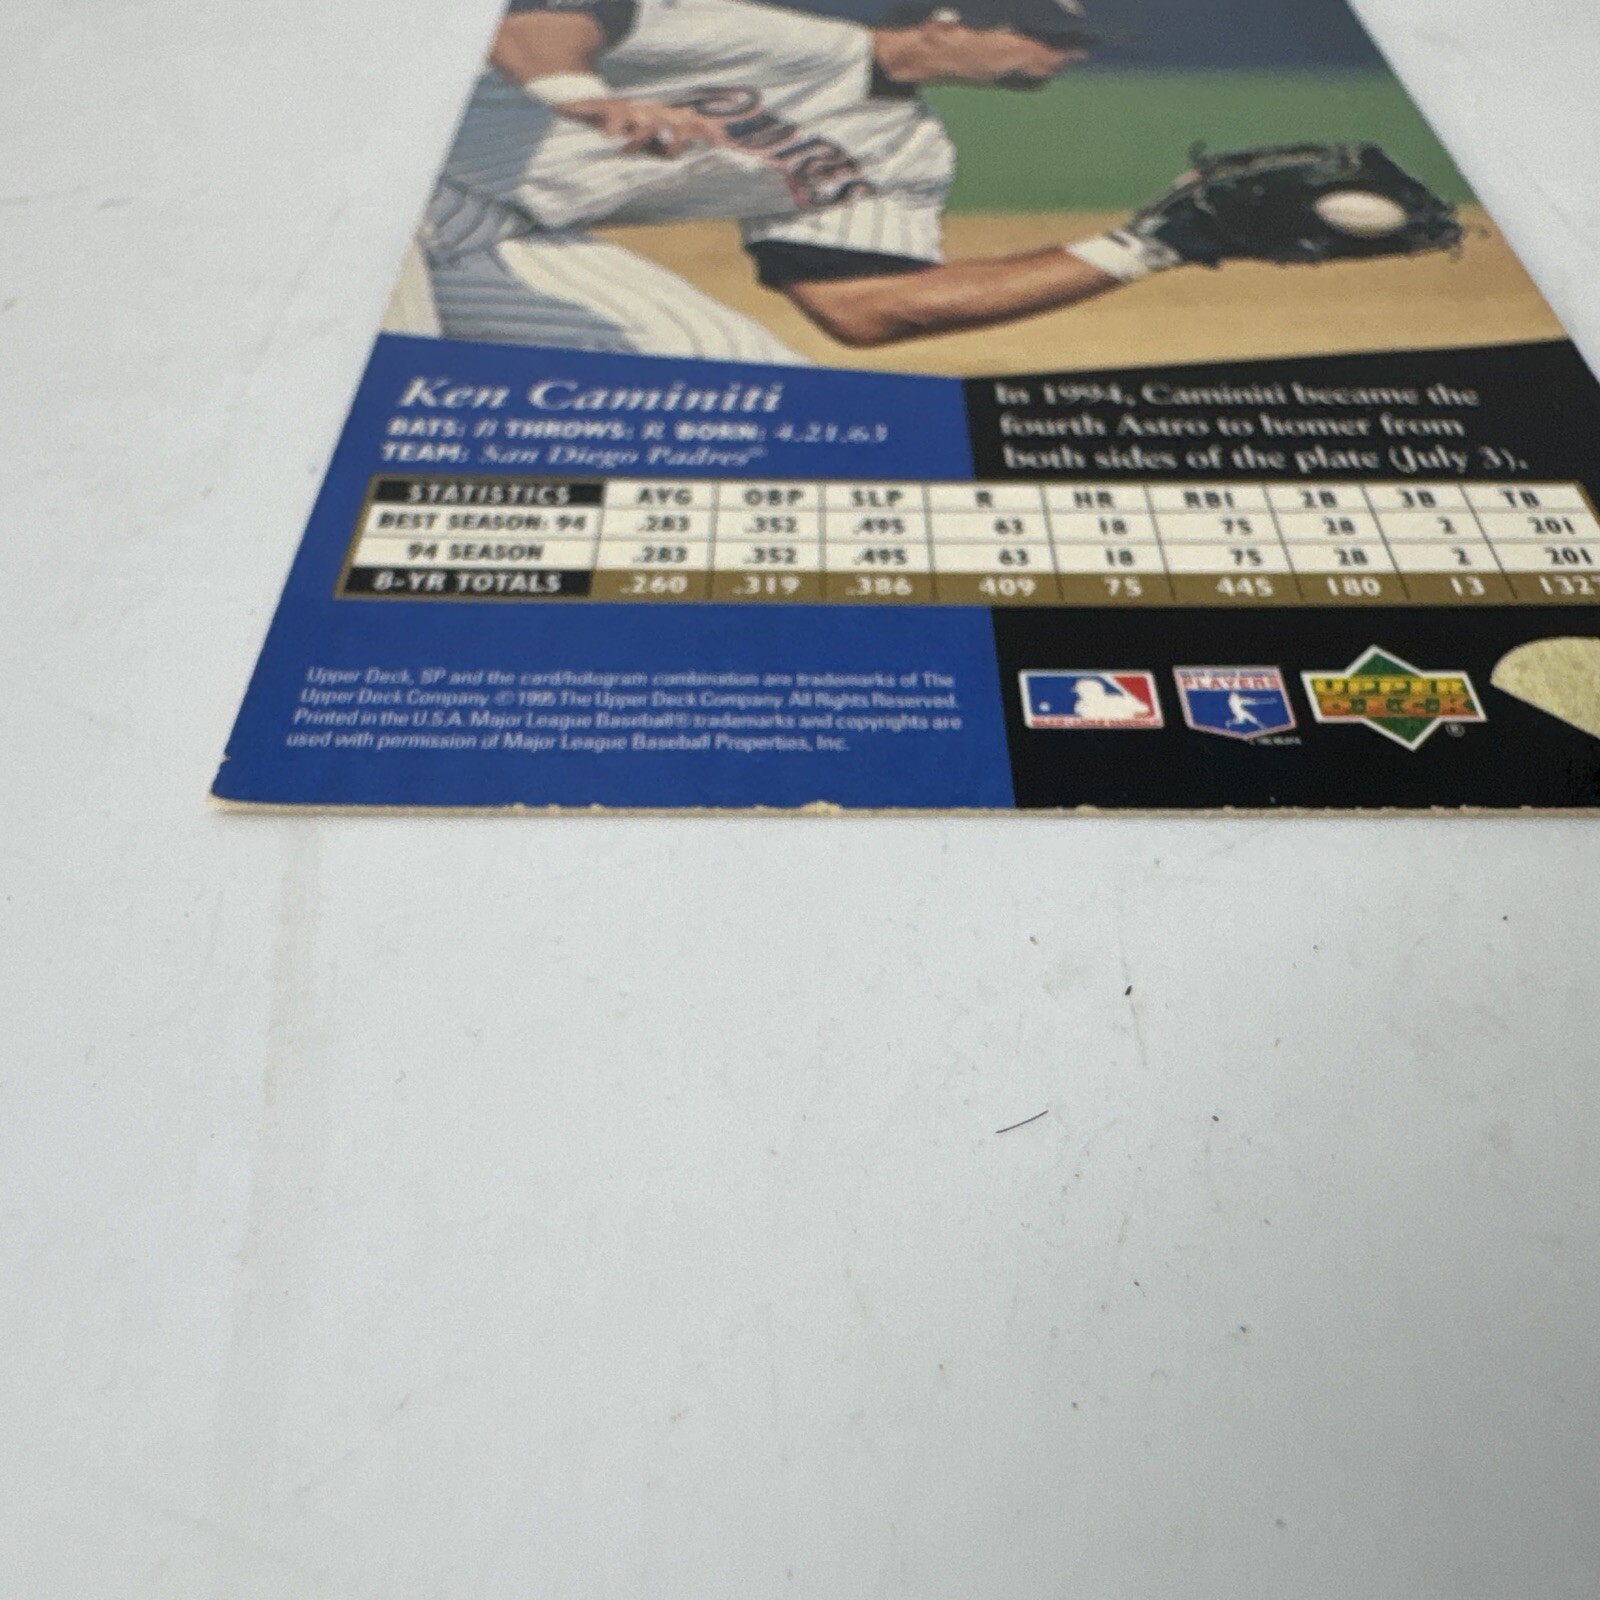 PADRES
Ken Caminiti
BATS: B THROWS: R BORN: 4.21.63
TEAM: San Diego Padres™
In 1994, Caminiti became the
fourth Astro to homer from
both sides of the plate (July 3).
STATISTICS AVG OBP SLP R HR RBI 2B 3B TB
BEST SEASON: 94 .283 .352 .495 63 18 75 28 2 201
94 SEASON .283 .352 .495 63 18 75 28 2 201
8-YR TOTALS .260 .319 .386 409 75 445 180 13 1327
Upper Deck, SP and the card/hologram combination are trademarks of The
Upper Deck Company. © 1995 The Upper Deck Company. All Rights Reserved.
Printed in the U.S.A. Major League Baseball® trademarks and copyrights are
used with permission of Major League Baseball Properties, Inc.
PLAYERS
UPPER
DECK
®